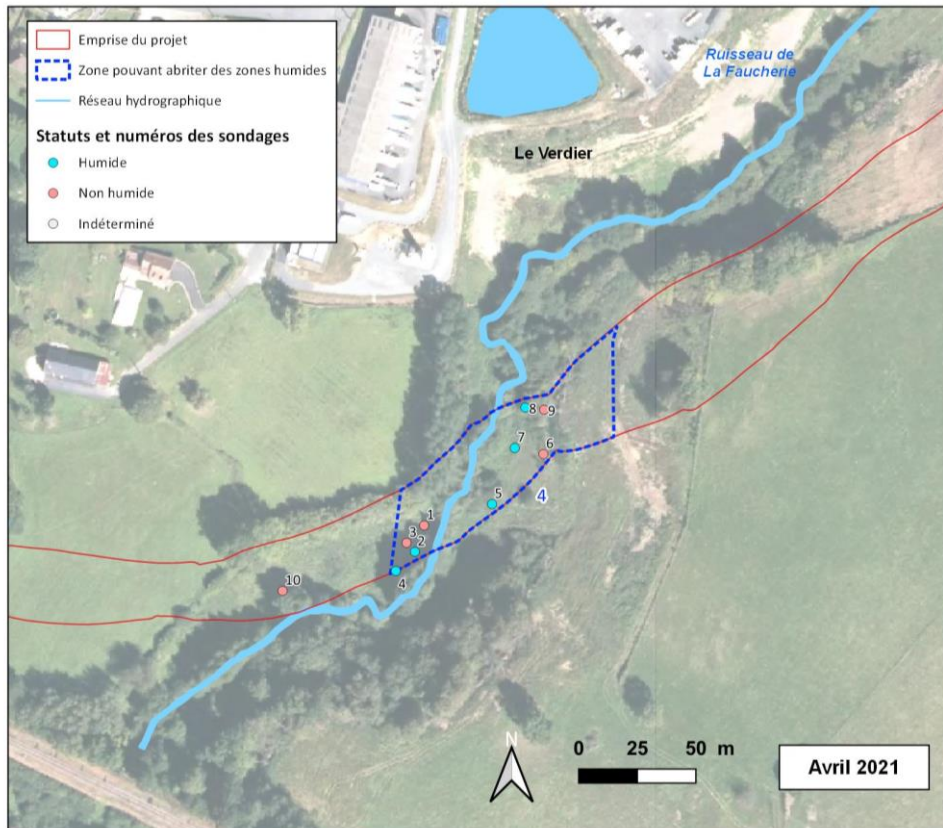 Emprise du projet
Zone pouvant abriter des zones humides
Réseau hydrographique
Statuts et numéros des sondages
Humide
Non humide
Indéterminé
Ruisseau de
La Faucherie
Le Verdier
8
9
7
6
5
4
1
3
2
4
10
N
0 25 50 m
Avril 2021